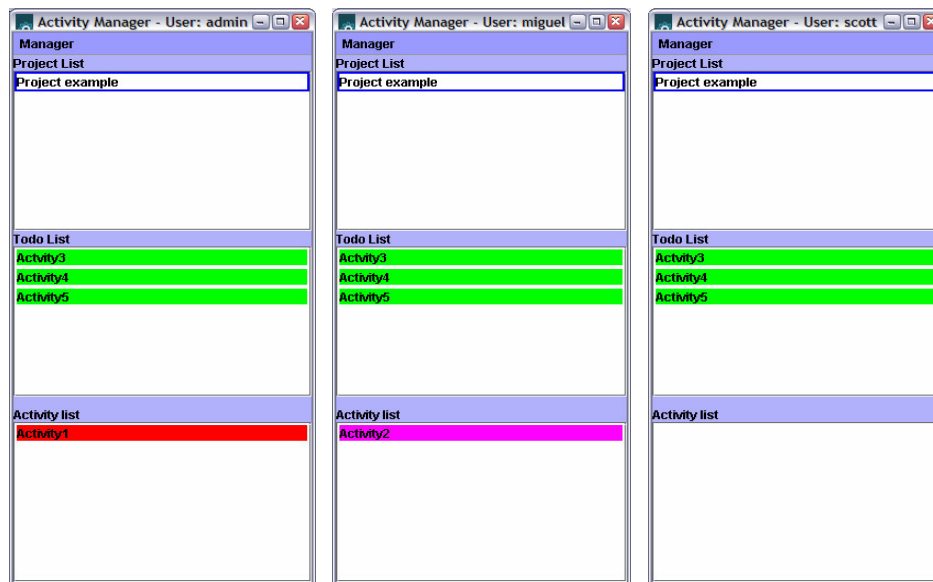 Activity Manager - User: admin
Manager
Project List
Project example
Todo List
Actvity3
Activity4
Activity5
Activity list
Activity1
Activity Manager - User: miguel
Manager
Project List
Project example
Todo List
Actvity3
Activity4
Activity5
Activity list
Activity2
Activity Manager - User: scott
Manager
Project List
Project example
Todo List
Actvity3
Activity4
Activity5
Activity list